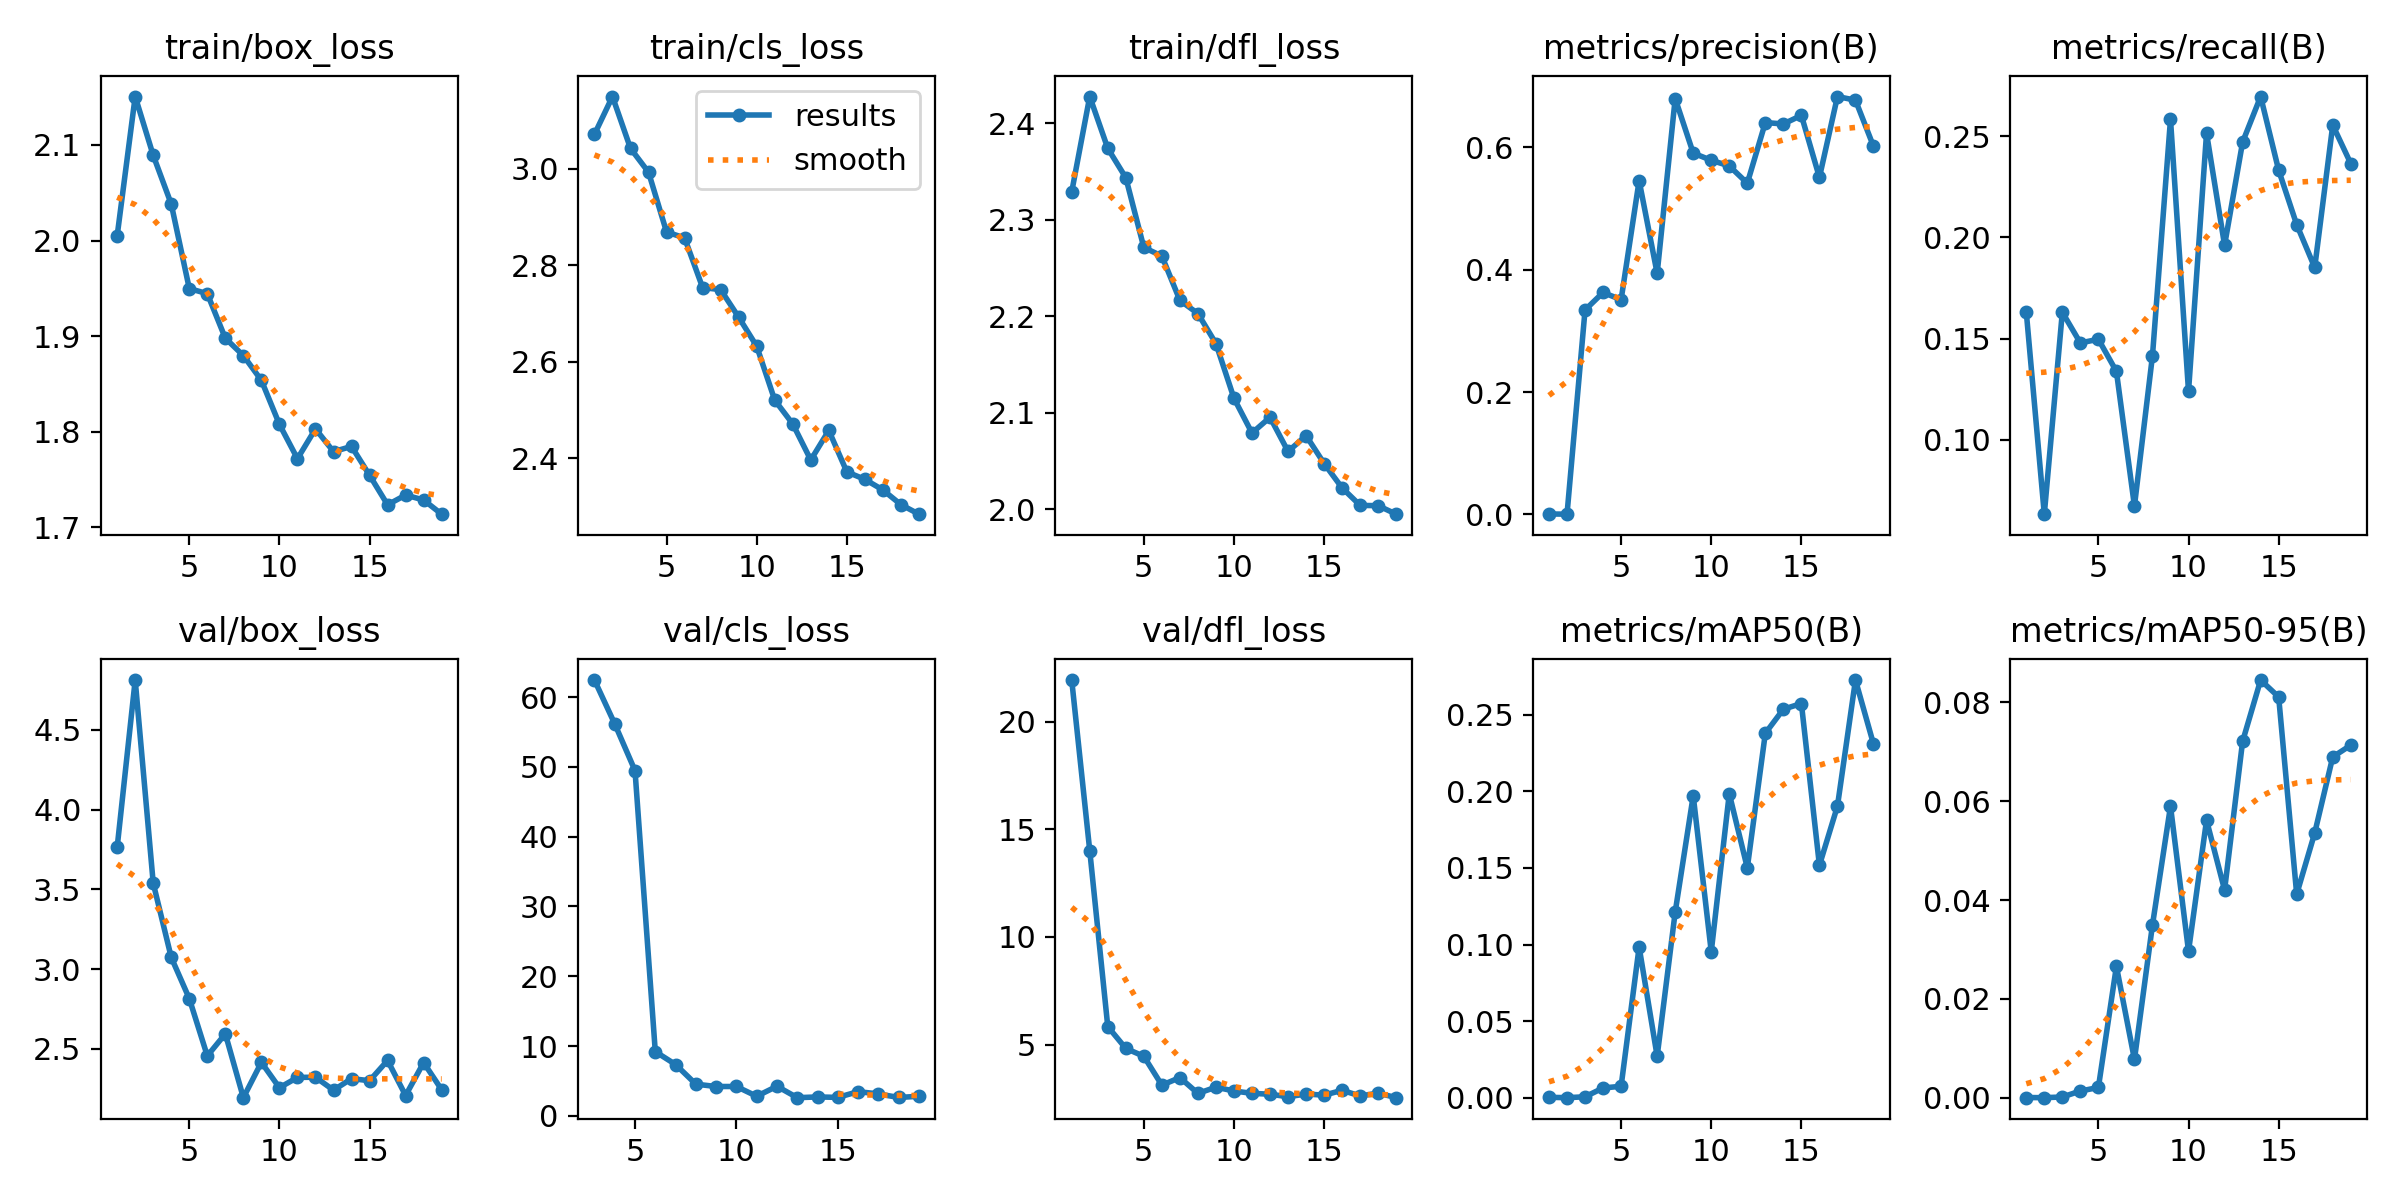 train/box_loss
2.1
2.0
1.9
1.8
1.7
5 10 15
train/cls_loss
results
smooth
3.0
2.8
2.6
2.4
5 10 15
train/dfl_loss
2.4
2.3
2.2
2.1
2.0
5 10 15
metrics/precision(B)
0.6
0.4
0.2
0.0
5 10 15
metrics/recall(B)
0.25
0.20
0.15
0.10
5 10 15
val/box_loss
4.5
4.0
3.5
3.0
2.5
5 10 15
val/cls_loss
60
50
40
30
20
10
0
5 10 15
val/dfl_loss
20
15
10
5
5 10 15
metrics/mAP50(B)
0.25
0.20
0.15
0.10
0.05
0.00
5 10 15
metrics/mAP50-95(B)
0.08
0.06
0.04
0.02
0.00
5 10 15